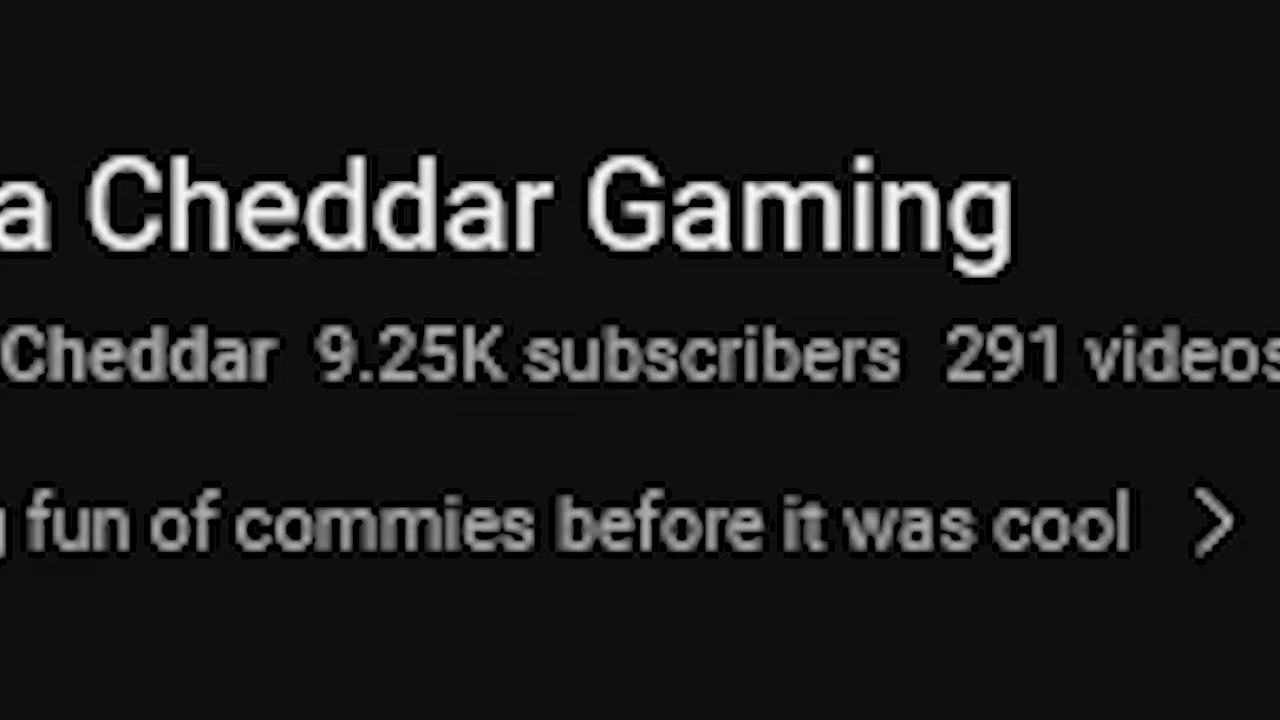 a Cheddar Gaming
Cheddar 9.25K subscribers 291 videos
fun of commies before it was cool